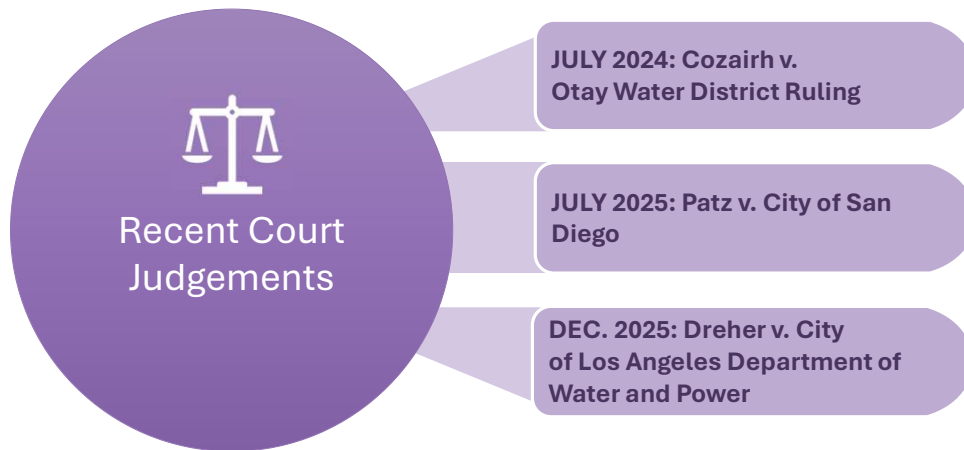 Recent Court
Judgements
JULY 2024: Cozairh v.
Otay Water District Ruling
JULY 2025: Patz v. City of San
Diego
DEC. 2025: Dreher v. City
of Los Angeles Department of
Water and Power